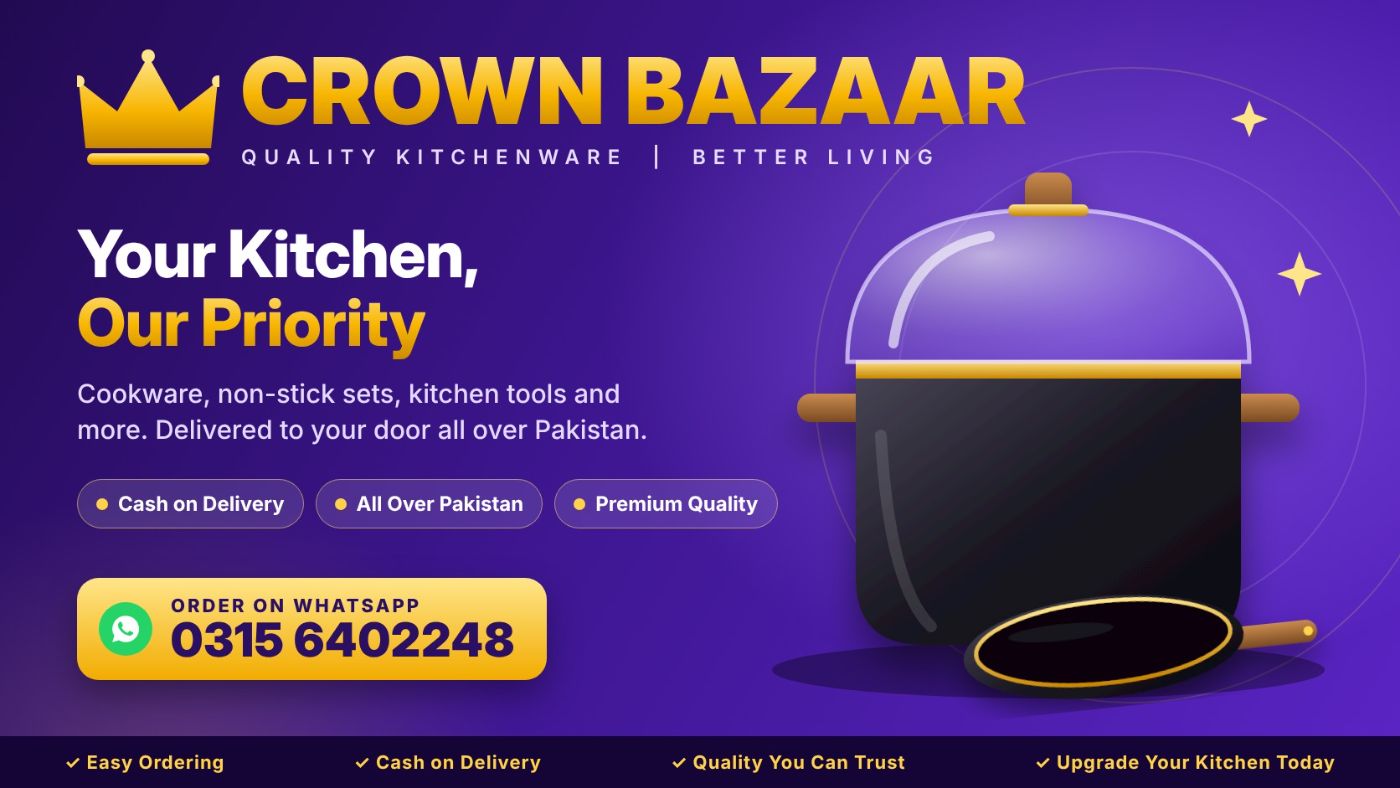 CROWN BAZAAR
QUALITY KITCHENWARE | BETTER LIVING
Your Kitchen,
Our Priority
Cookware, non-stick sets, kitchen tools and
more. Delivered to your door all over Pakistan.
Cash on Delivery
All Over Pakistan
Premium Quality
ORDER ON WHATSAPP
0315 6402248
✓ Easy Ordering
✓ Cash on Delivery
✓ Quality You Can Trust
✓ Upgrade Your Kitchen Today